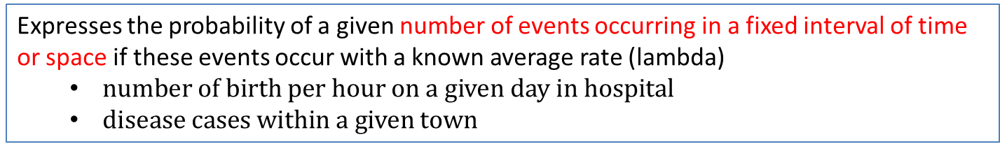 Expresses the probability of a given number of events occurring in a fixed interval of time
or space if these events occur with a known average rate (lambda)
• number of birth per hour on a given day in hospital
• disease cases within a given town